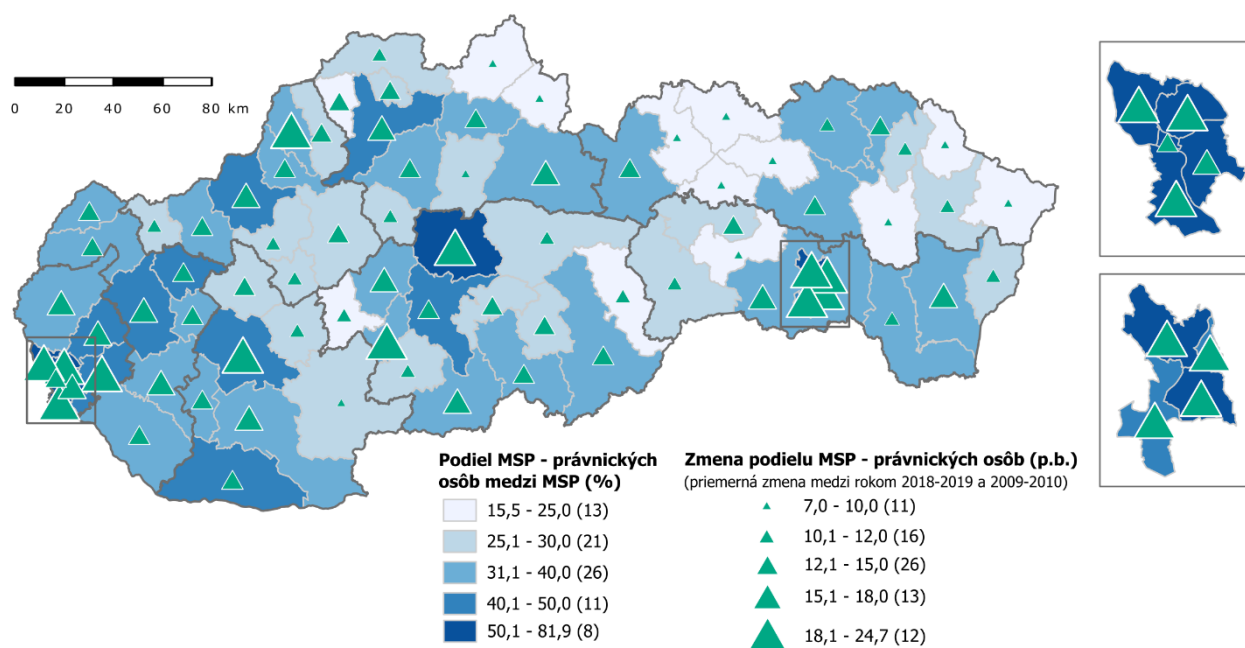 0 20 40 60 80 km
Podiel MSP - právnických
osôb medzi MSP (%)
15,5 - 25,0 (13)
25,1 - 30,0 (21)
31,1 - 40,0 (26)
40,1 - 50,0 (11)
50,1 - 81,9 (8)
Zmena podielu MSP - právnických osôb (p.b.)
(priemerná zmena medzi rokom 2018-2019 a 2009-2010)
7,0 - 10,0 (11)
10,1 - 12,0 (16)
12,1 - 15,0 (26)
15,1 - 18,0 (13)
18,1 - 24,7 (12)